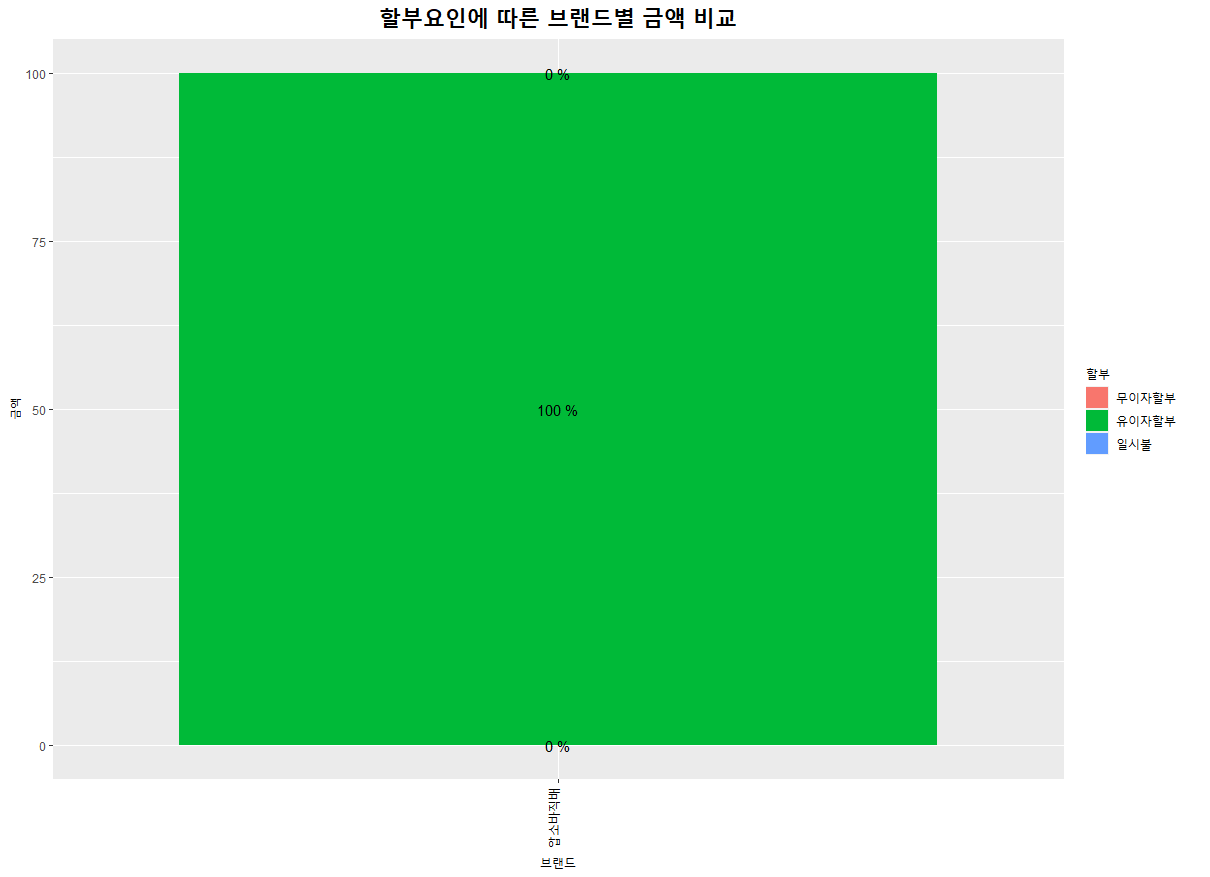 할부요인에 따른 브랜드별 금액 비교
100
75
50
25
0
금액
0 %
100 %
0 %
브랜드
할부
무이자할부
유이자할부
일시불